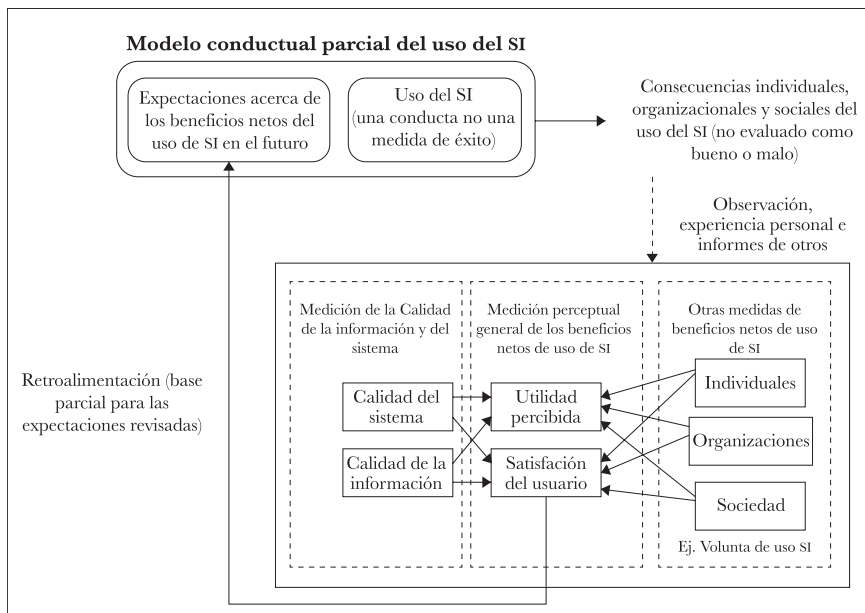 Modelo conductual parcial del uso del SI
Expectaciones acerca de
los beneficios netos del
uso de SI en el futuro
Uso del SI
(una conducta no una
medida de éxito)
Consecuencias individuales,
organizacionales y sociales del
uso del SI (no evaluado como
bueno o malo)
Observación,
experiencia personal e
informes de otros
Retroalimentación (base
parcial para las
expectaciones revisadas)
Medición de la Calidad
de la información y del
sistema
Medición perceptual
general de los beneficios
netos de uso de SI
Otras medidas de
beneficios netos de uso
de SI
Calidad del
sistema
Calidad de la
información
Utilidad
percibida
Satisfacción
del usuario
Individuales
Organizaciones
Sociedad
Ej. Volunta de uso SI